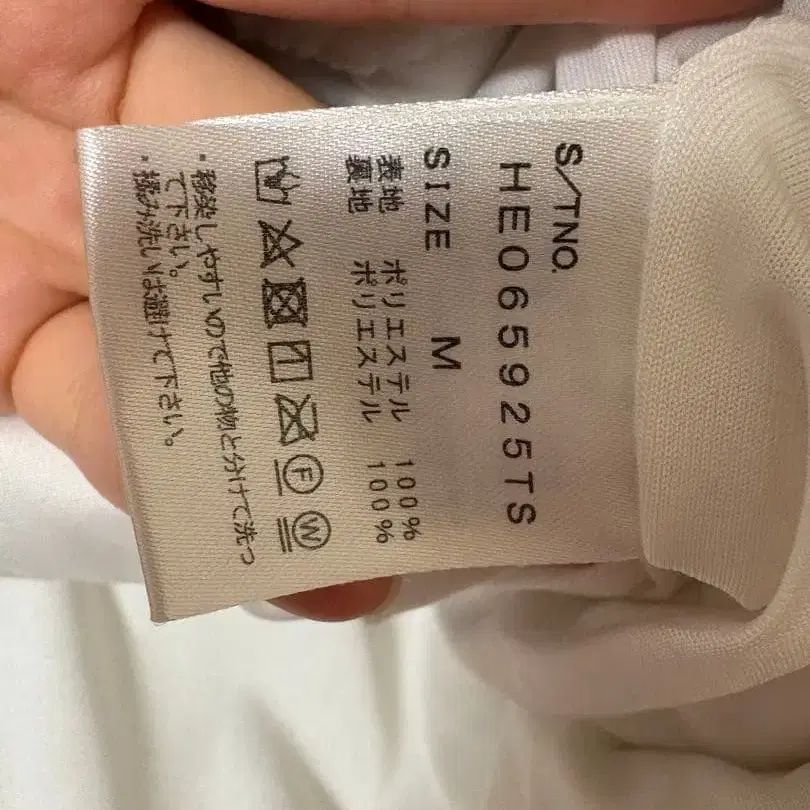 S/TNO.
HE065925TS
SIZE M
表地 ポリエステル 100%
裏地 ポリエステル 100%
F W
・移染しやすいので他の物と分けて洗っ
て下さい。
・揉み洗いは避けて下さい。